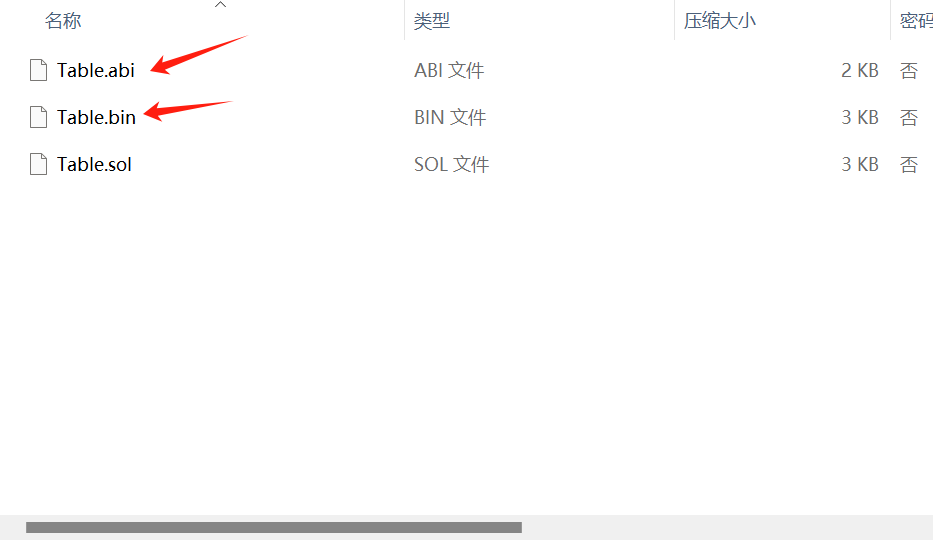 名称 类型 压缩大小 密码
Table.abi ABI 文件 2 KB 否
Table.bin BIN 文件 3 KB 否
Table.sol SOL 文件 3 KB 否